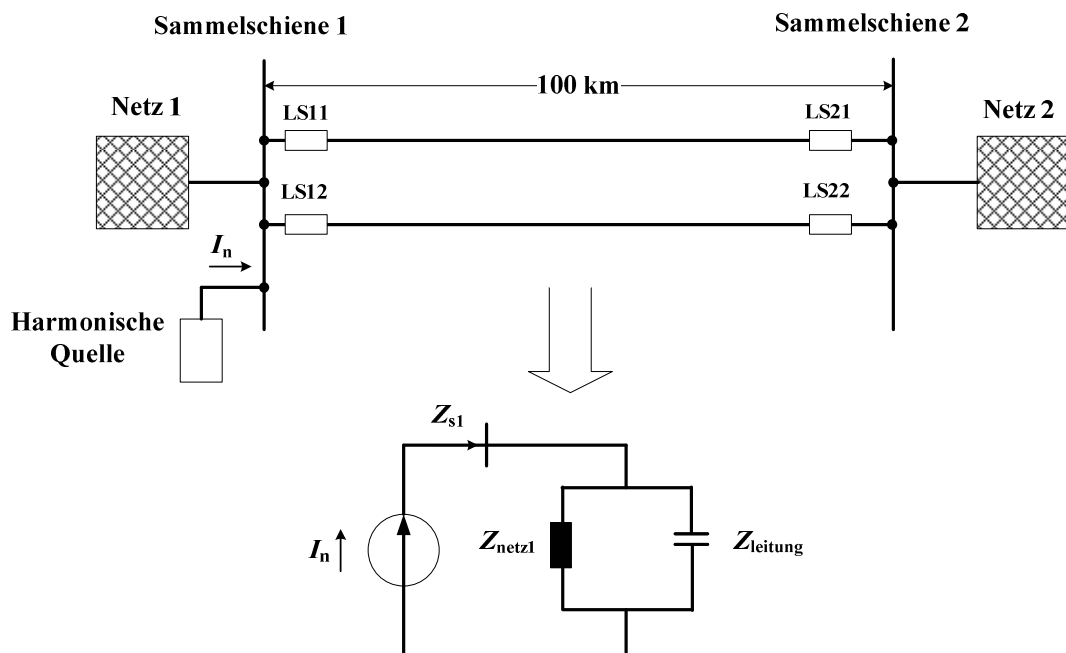 Sammelschiene 1
Sammelschiene 2
100 km
Netz 1
LS11
LS21
Netz 2
LS12
LS22
In
Harmonische
Quelle
Zs1
In
Znetz1
Zleitung